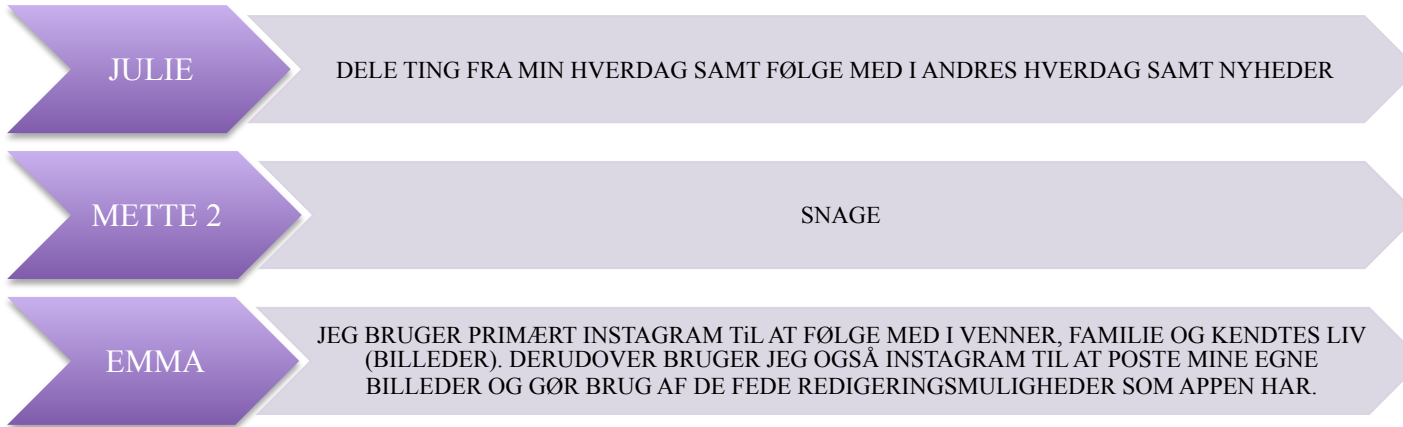 JULIE
DELE TING FRA MIN HVERDAG SAMT FØLGE MED I ANDRES HVERDAG SAMT NYHEDER
METTE 2
SNAGE
EMMA
JEG BRUGER PRIMÆRT INSTAGRAM TiL AT FØLGE MED I VENNER, FAMILIE OG KENDTES LIV
(BILLEDER). DERUDOVER BRUGER JEG OGSÅ INSTAGRAM TIL AT POSTE MINE EGNE
BILLEDER OG GØR BRUG AF DE FEDE REDIGERINGSMULIGHEDER SOM APPEN HAR.